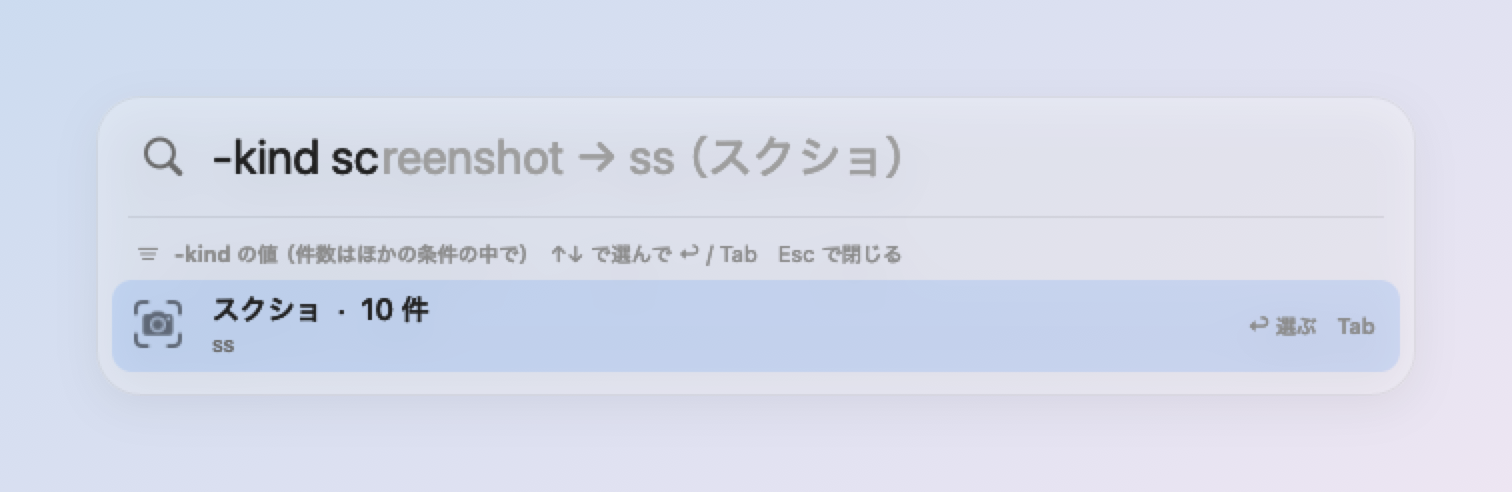 -kind screenshot → ss（スクショ）
-kind の値（件数はほかの条件の中で） ↑↓ で選んで ↩ / Tab Esc で閉じる
スクショ · 10 件
ss
↩ 選ぶ Tab